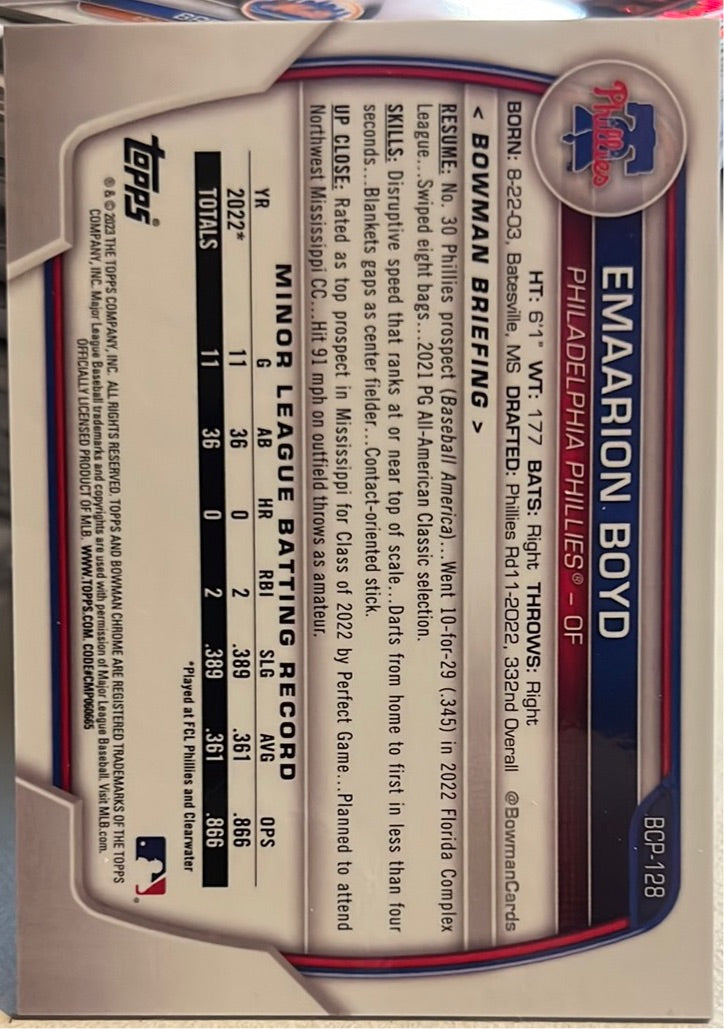 BCP-128
Phillies
EMAARION BOYD
PHILADELPHIA PHILLIES® – OF
HT: 6'1" WT: 177 BATS: Right THROWS: Right
BORN: 8-22-03, Batesville, MS DRAFTED: Phillies Rd11-2022, 332nd Overall @BowmanCards
< BOWMAN BRIEFING >
RESUME: No. 30 Phillies prospect (Baseball America)...Went 10-for-29 (.345) in 2022 Florida Complex
League...Swiped eight bags...2021 PG All-American Classic selection.
SKILLS: Disruptive speed that ranks at or near top of scale...Darts from home to first in less than four
seconds...Blankets gaps as center fielder...Contact-oriented stick.
UP CLOSE: Rated as top prospect in Mississippi for Class of 2022 by Perfect Game...Planned to attend
Northwest Mississippi CC...Hit 91 mph on outfield throws as amateur.
MINOR LEAGUE BATTING RECORD
YR G AB HR RBI SLG AVG OPS
2022* 11 36 0 2 .389 .361 .866
TOTALS 11 36 0 2 .389 .361 .866
*Played at FCL Phillies and Clearwater
topps®
® & © 2023 THE TOPPS COMPANY, INC. ALL RIGHTS RESERVED. TOPPS AND BOWMAN CHROME ARE REGISTERED TRADEMARKS OF THE TOPPS
COMPANY, INC. Major League Baseball trademarks and copyrights are used with permission of Major League Baseball. Visit MLB.com.
OFFICIALLY LICENSED PRODUCT OF MLB. WWW.TOPPS.COM. CODE#CMP060665